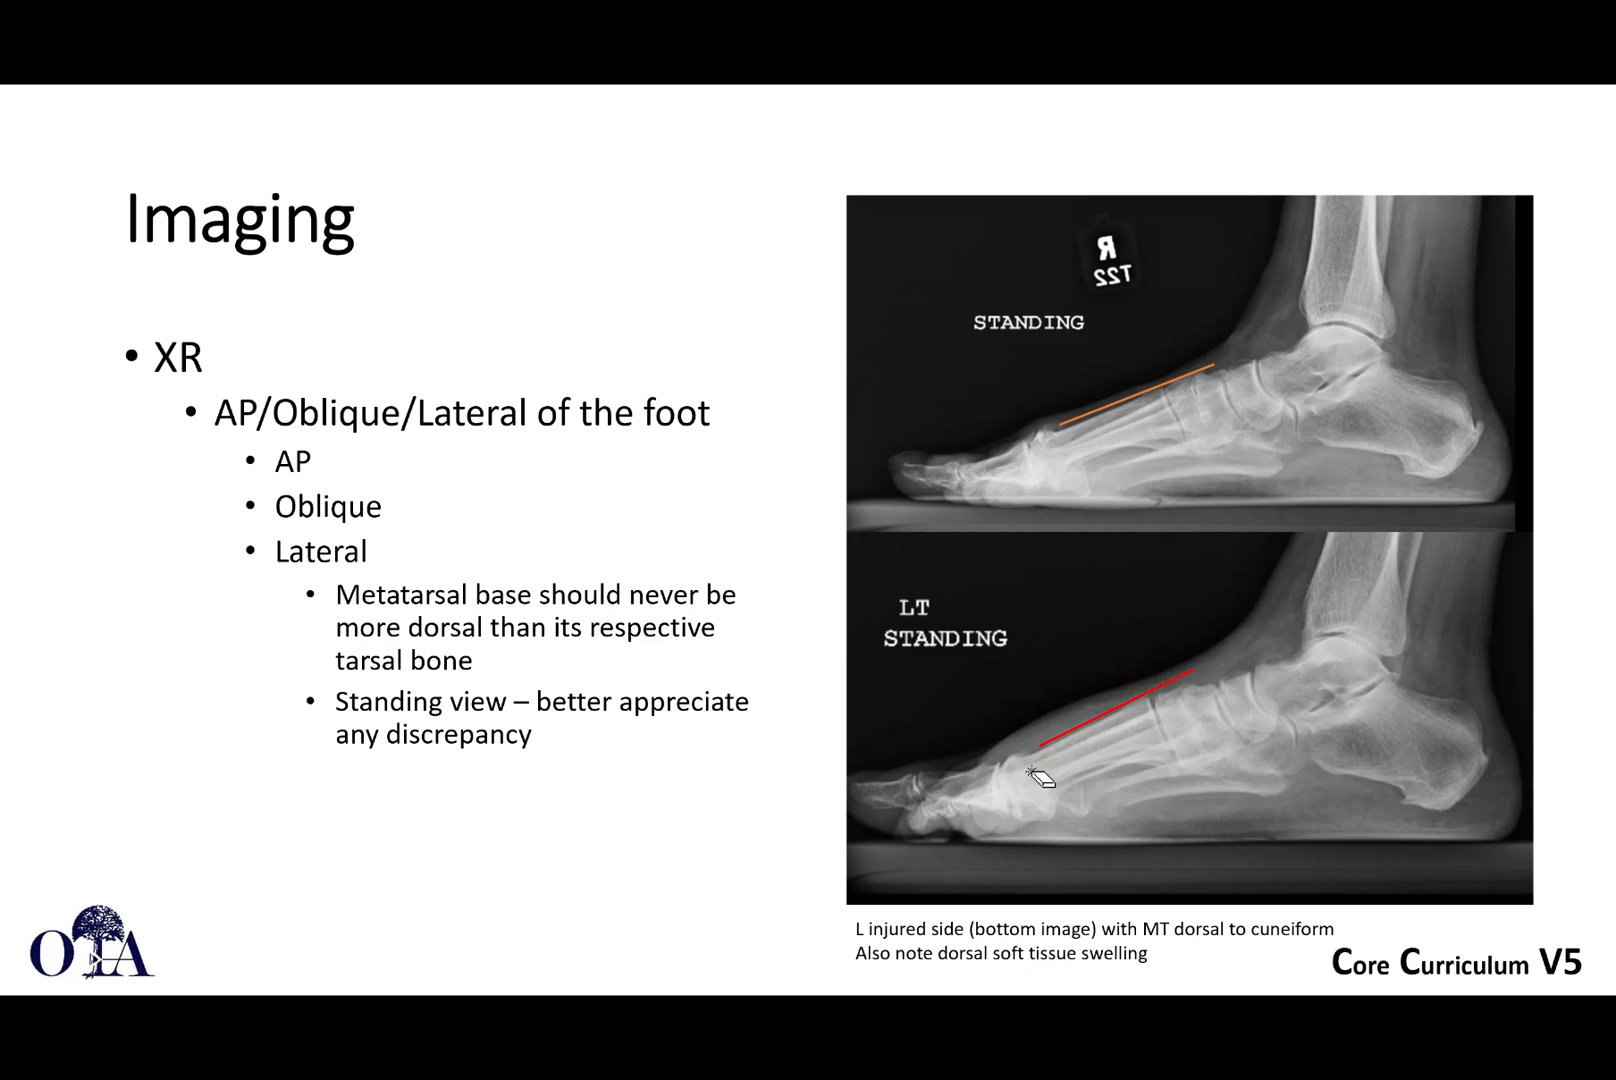 Imaging
• XR
• AP/Oblique/Lateral of the foot
• AP
• Oblique
• Lateral
• Metatarsal base should never be
more dorsal than its respective
tarsal bone
• Standing view – better appreciate
any discrepancy
R
T22
STANDING
LT
STANDING
L injured side (bottom image) with MT dorsal to cuneiform
Also note dorsal soft tissue swelling
OTA
Core Curriculum V5